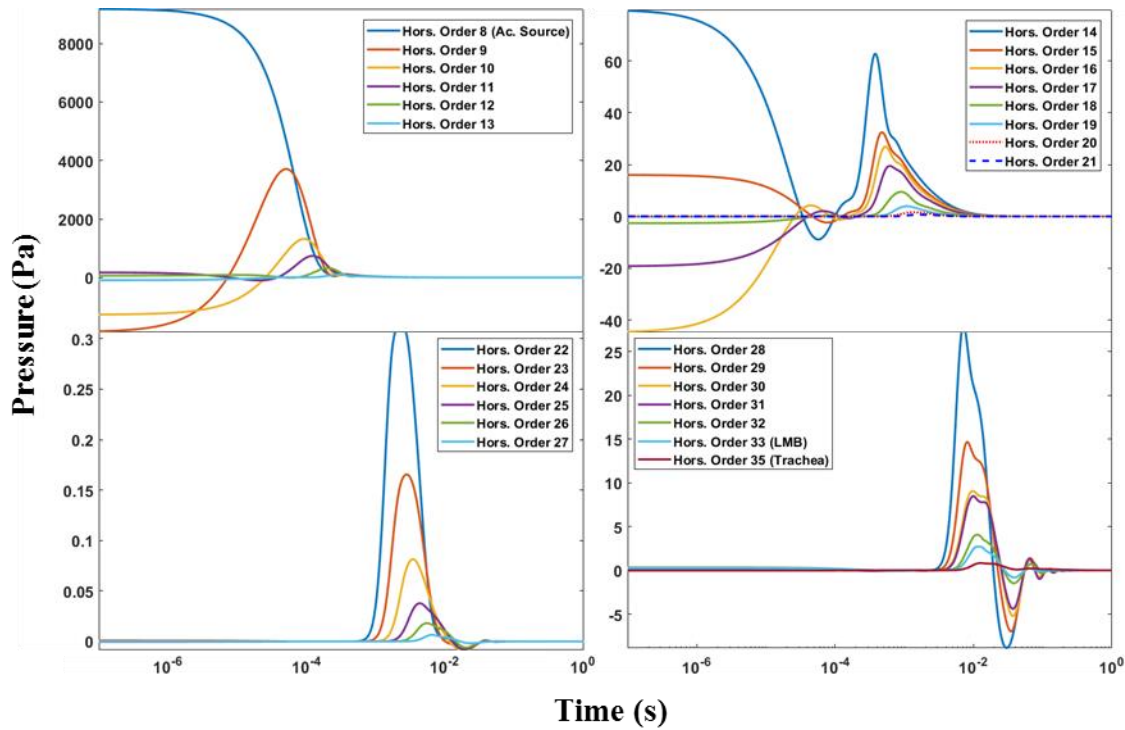 Pressure (Pa)
8000
6000
4000
2000
0
Hors. Order 8 (Ac. Source)
Hors. Order 9
Hors. Order 10
Hors. Order 11
Hors. Order 12
Hors. Order 13
60
40
20
0
-20
-40
Hors. Order 14
Hors. Order 15
Hors. Order 16
Hors. Order 17
Hors. Order 18
Hors. Order 19
Hors. Order 20
Hors. Order 21
0.3
0.25
0.2
0.15
0.1
0.05
0
Hors. Order 22
Hors. Order 23
Hors. Order 24
Hors. Order 25
Hors. Order 26
Hors. Order 27
10^-6 10^-4 10^-2 10^0
25
20
15
10
5
0
-5
Hors. Order 28
Hors. Order 29
Hors. Order 30
Hors. Order 31
Hors. Order 32
Hors. Order 33 (LMB)
Hors. Order 35 (Trachea)
10^-6 10^-4 10^-2 10^0
Time (s)